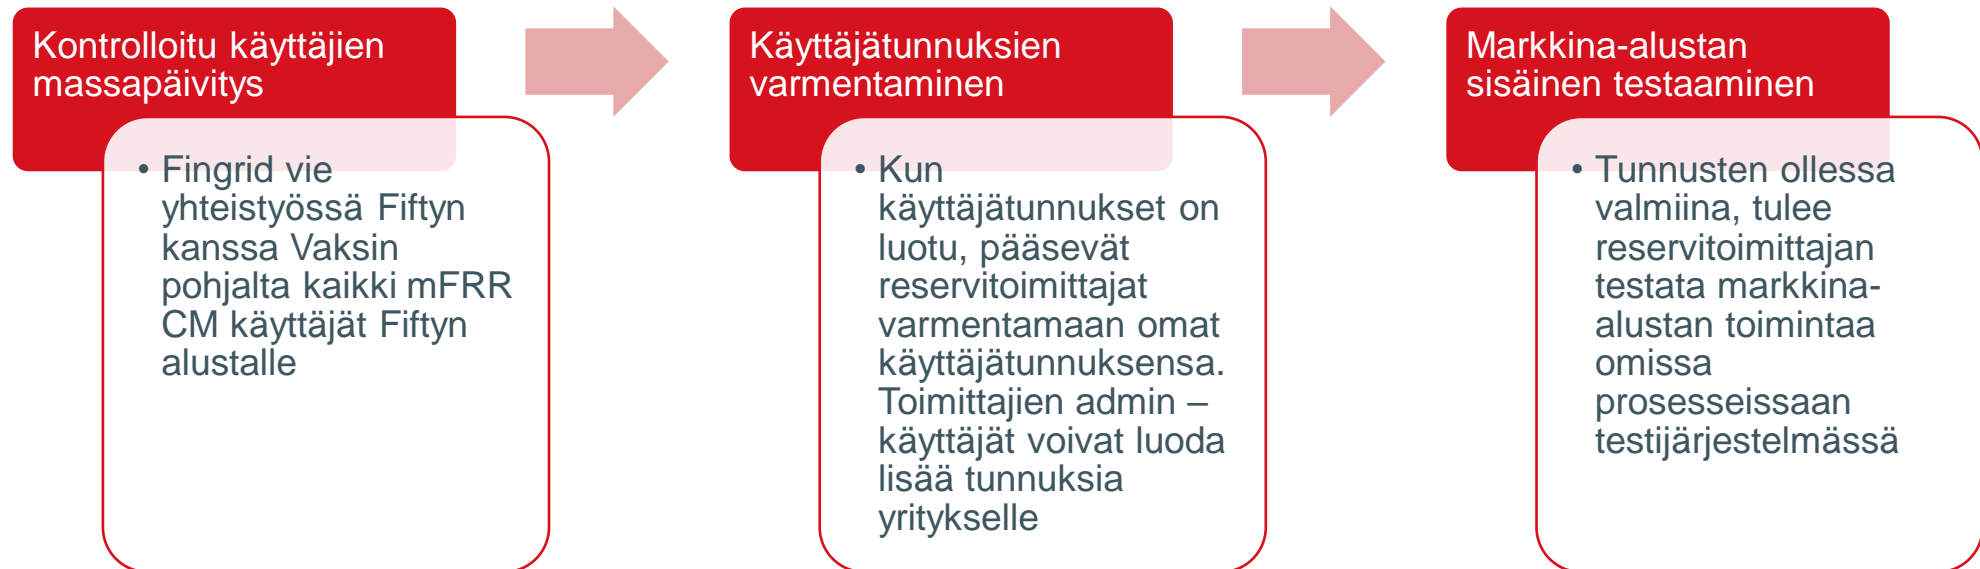 Kontrolloitu käyttäjien
massapäivitys
• Fingrid vie
yhteistyössä Fiftyn
kanssa Vaksin
pohjalta kaikki mFRR
CM käyttäjät Fiftyn
alustalle
Käyttäjätunnuksien
varmentaminen
• Kun
käyttäjätunnukset on
luotu, pääsevät
reservitoimittajat
varmentamaan omat
käyttäjätunnuksensa.
Toimittajien admin –
käyttäjät voivat luoda
lisää tunnuksia
yritykselle
Markkina-alustan
sisäinen testaaminen
• Tunnusten ollessa
valmiina, tulee
reservitoimittajan
testata markkina-
alustan toimintaa
omissa
prosesseissaan
testijärjestelmässä